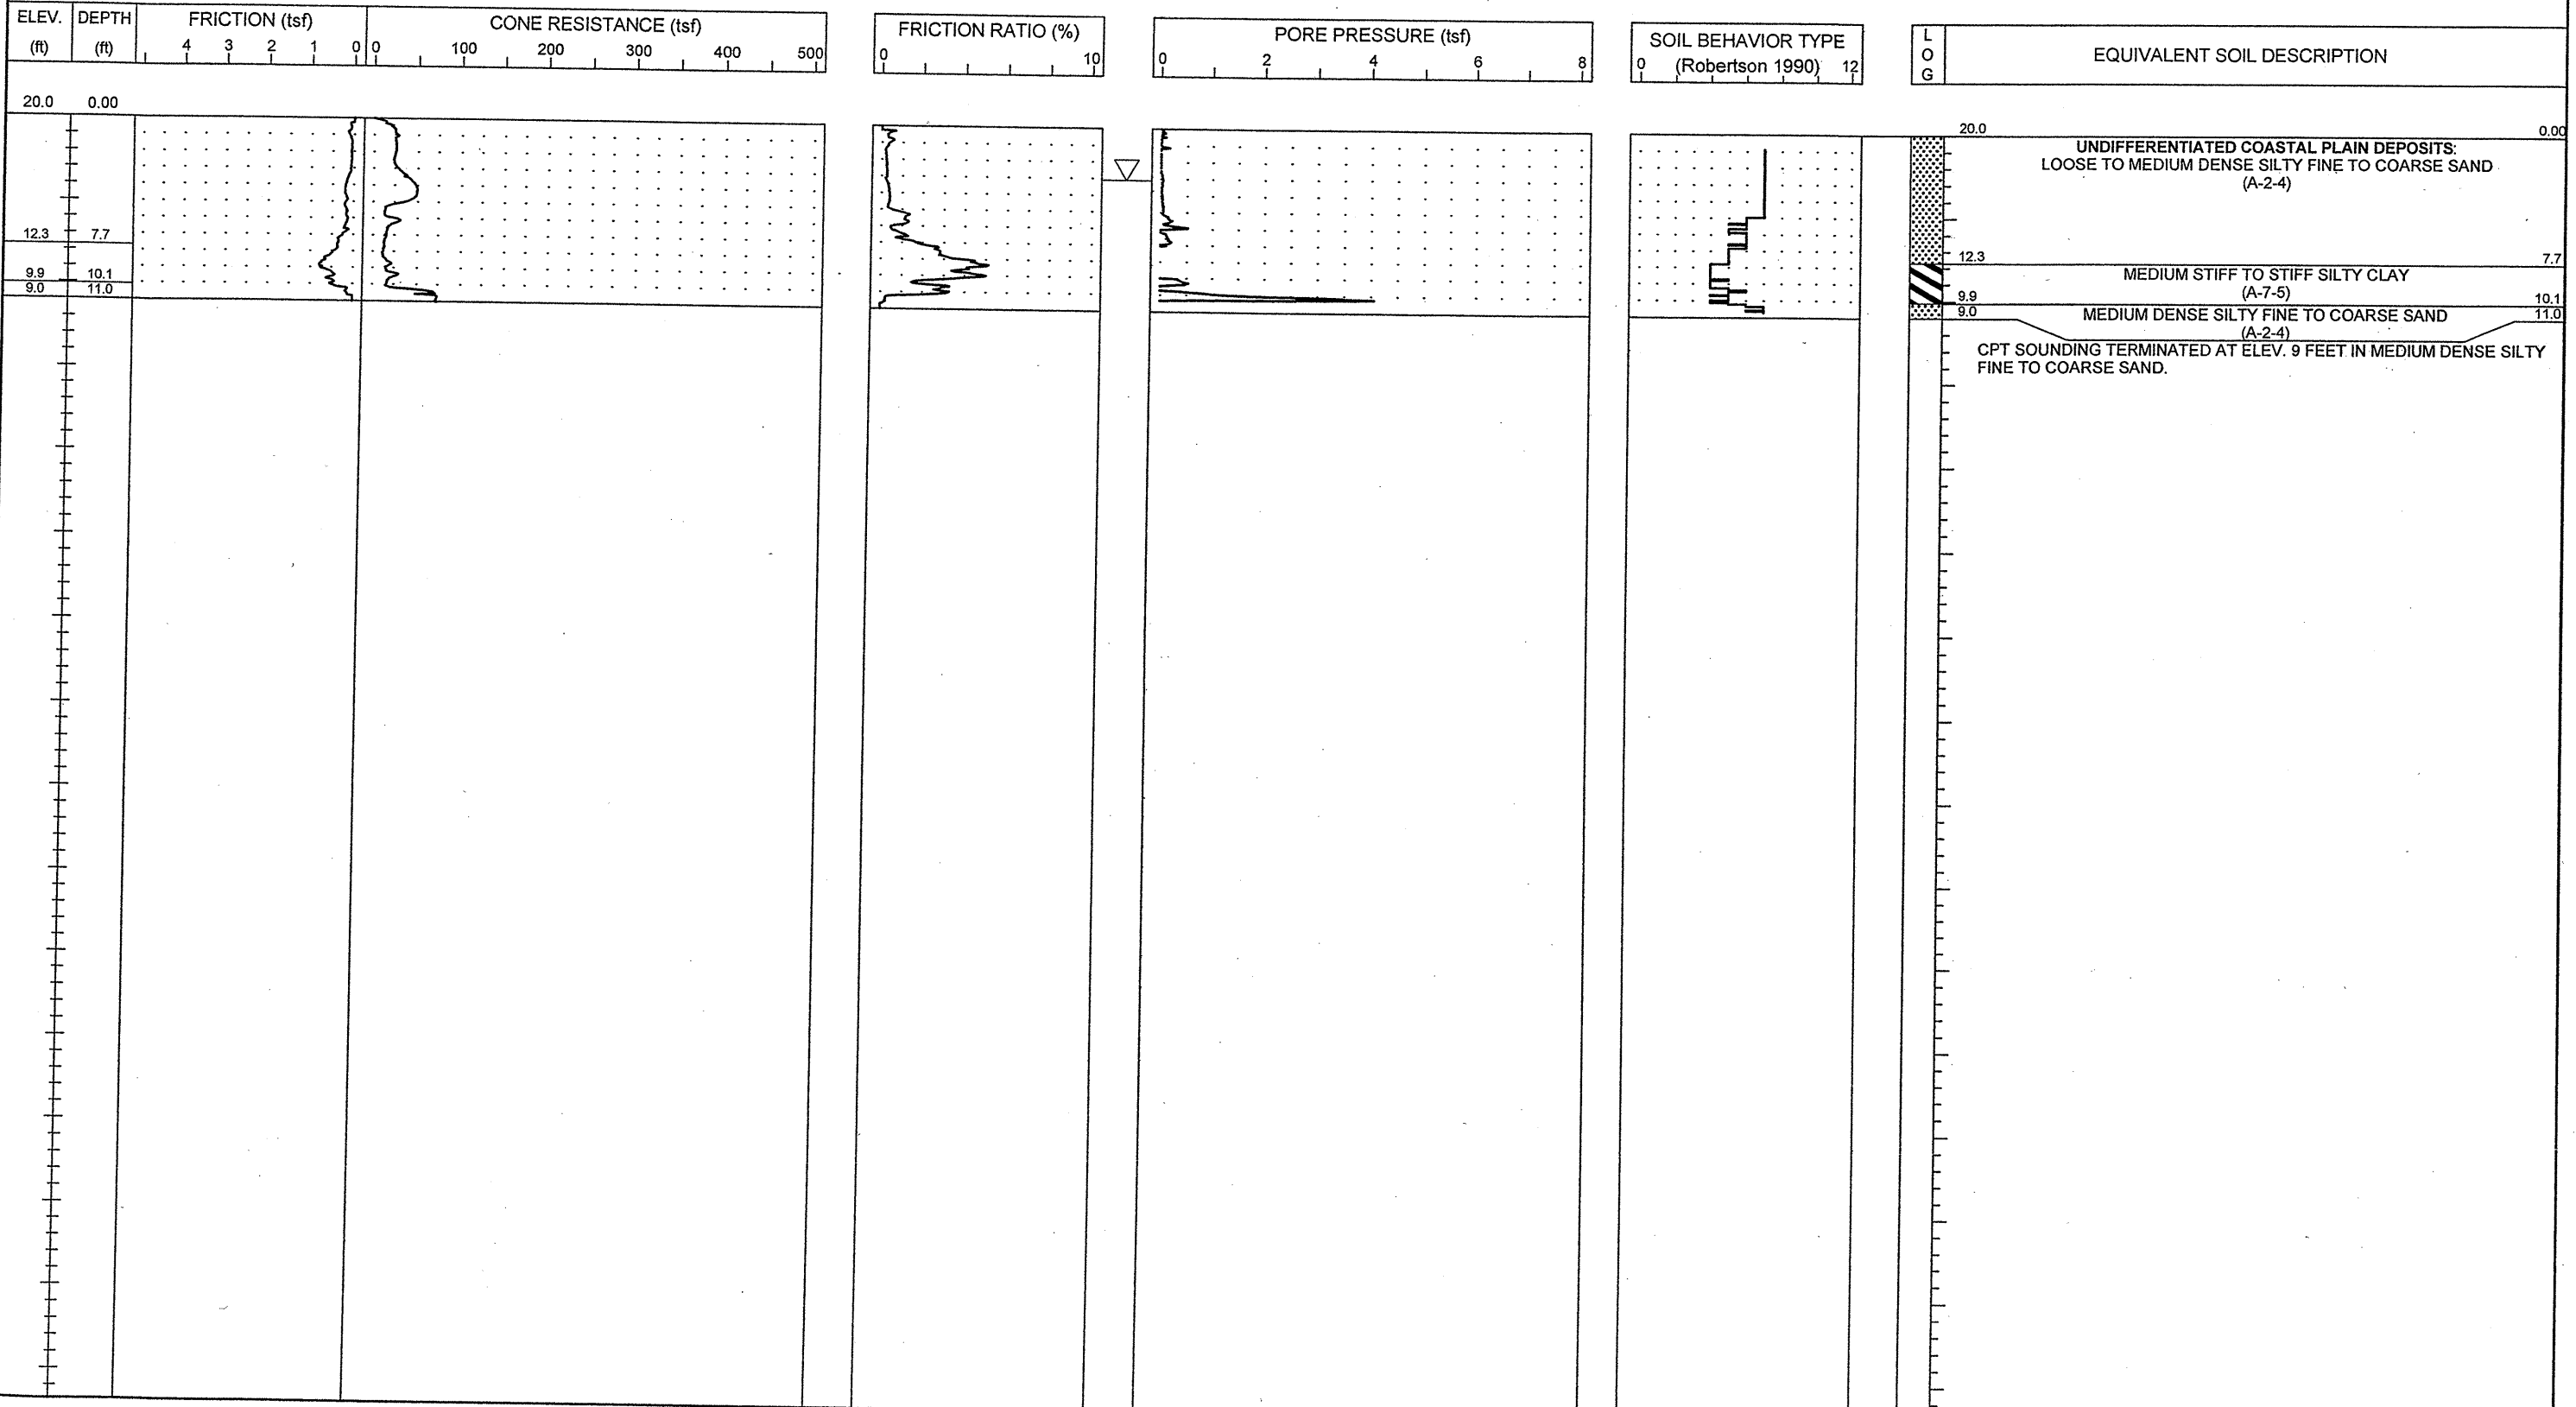 ELEV. DEPTH FRICTION (tsf) CONE RESISTANCE (tsf) FRICTION RATIO (%) PORE PRESSURE (tsf) SOIL BEHAVIOR TYPE L O G EQUIVALENT SOIL DESCRIPTION
(ft) (ft) 4 3 2 1 0 0 100 200 300 400 500 0 10 0 2 4 6 8 0 (Robertson 1990) 12
20.0 0.00
20.0 0.00
UNDIFFERENTIATED COASTAL PLAIN DEPOSITS:
LOOSE TO MEDIUM DENSE SILTY FINE TO COARSE SAND
(A-2-4)
12.3 7.7
12.3 7.7
MEDIUM STIFF TO STIFF SILTY CLAY
(A-7-5)
9.9 10.1
9.9 10.1
9.0 11.0
9.0 MEDIUM DENSE SILTY FINE TO COARSE SAND 11.0
(A-2-4)
CPT SOUNDING TERMINATED AT ELEV. 9 FEET IN MEDIUM DENSE SILTY
FINE TO COARSE SAND.